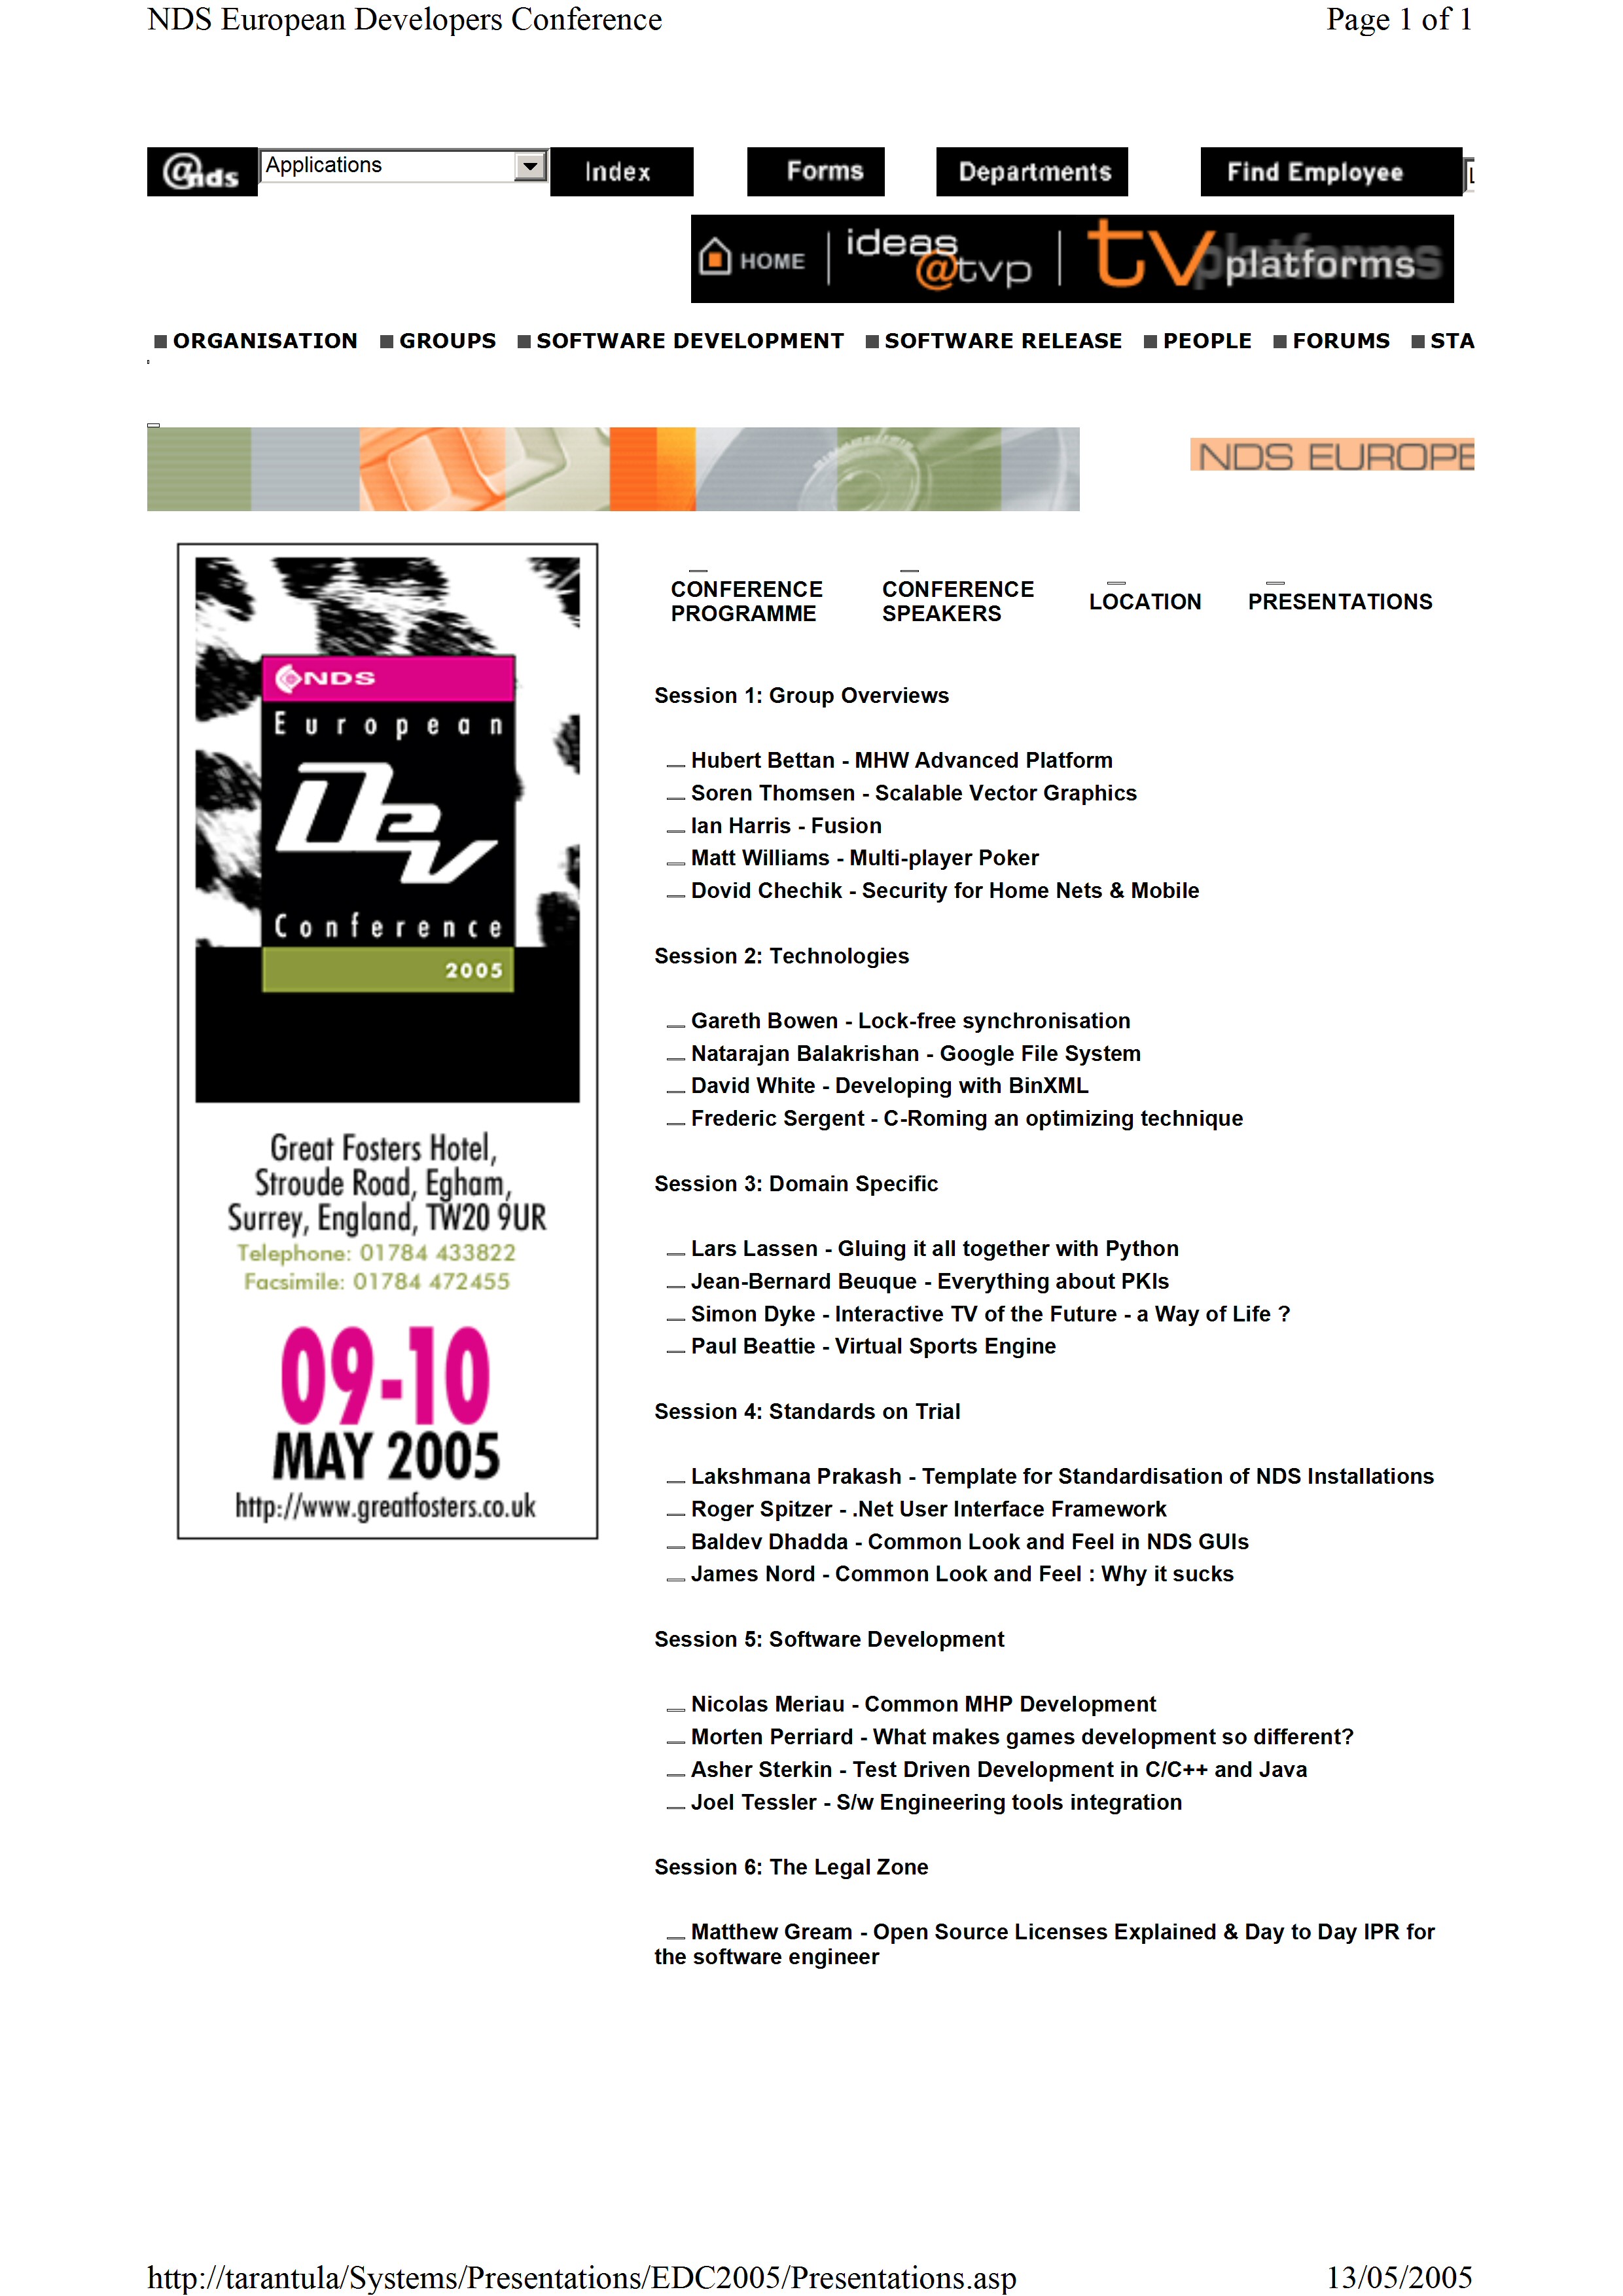 NDS European Developers Conference Page 1 of 1
@nds Applications Index Forms Departments Find Employee
HOME ideas @tvp tv platforms
ORGANISATION GROUPS SOFTWARE DEVELOPMENT SOFTWARE RELEASE PEOPLE FORUMS STA
NDS EUROPE
NDS
European
Dev
Conference
2005
Great Fosters Hotel,
Stroude Road, Egham,
Surrey, England, TW20 9UR
Telephone: 01784 433822
Facsimile: 01784 472455
09-10
MAY 2005
http://www.greatfosters.co.uk
CONFERENCE PROGRAMME
CONFERENCE SPEAKERS
LOCATION
PRESENTATIONS
Session 1: Group Overviews
Hubert Bettan - MHW Advanced Platform
Soren Thomsen - Scalable Vector Graphics
Ian Harris - Fusion
Matt Williams - Multi-player Poker
Dovid Chechik - Security for Home Nets & Mobile
Session 2: Technologies
Gareth Bowen - Lock-free synchronisation
Natarajan Balakrishan - Google File System
David White - Developing with BinXML
Frederic Sergent - C-Roming an optimizing technique
Session 3: Domain Specific
Lars Lassen - Gluing it all together with Python
Jean-Bernard Beuque - Everything about PKIs
Simon Dyke - Interactive TV of the Future - a Way of Life ?
Paul Beattie - Virtual Sports Engine
Session 4: Standards on Trial
Lakshmana Prakash - Template for Standardisation of NDS Installations
Roger Spitzer - .Net User Interface Framework
Baldev Dhadda - Common Look and Feel in NDS GUIs
James Nord - Common Look and Feel : Why it sucks
Session 5: Software Development
Nicolas Meriau - Common MHP Development
Morten Perriard - What makes games development so different?
Asher Sterkin - Test Driven Development in C/C++ and Java
Joel Tessler - S/w Engineering tools integration
Session 6: The Legal Zone
Matthew Gream - Open Source Licenses Explained & Day to Day IPR for
the software engineer
http://tarantula/Systems/Presentations/EDC2005/Presentations.asp 13/05/2005